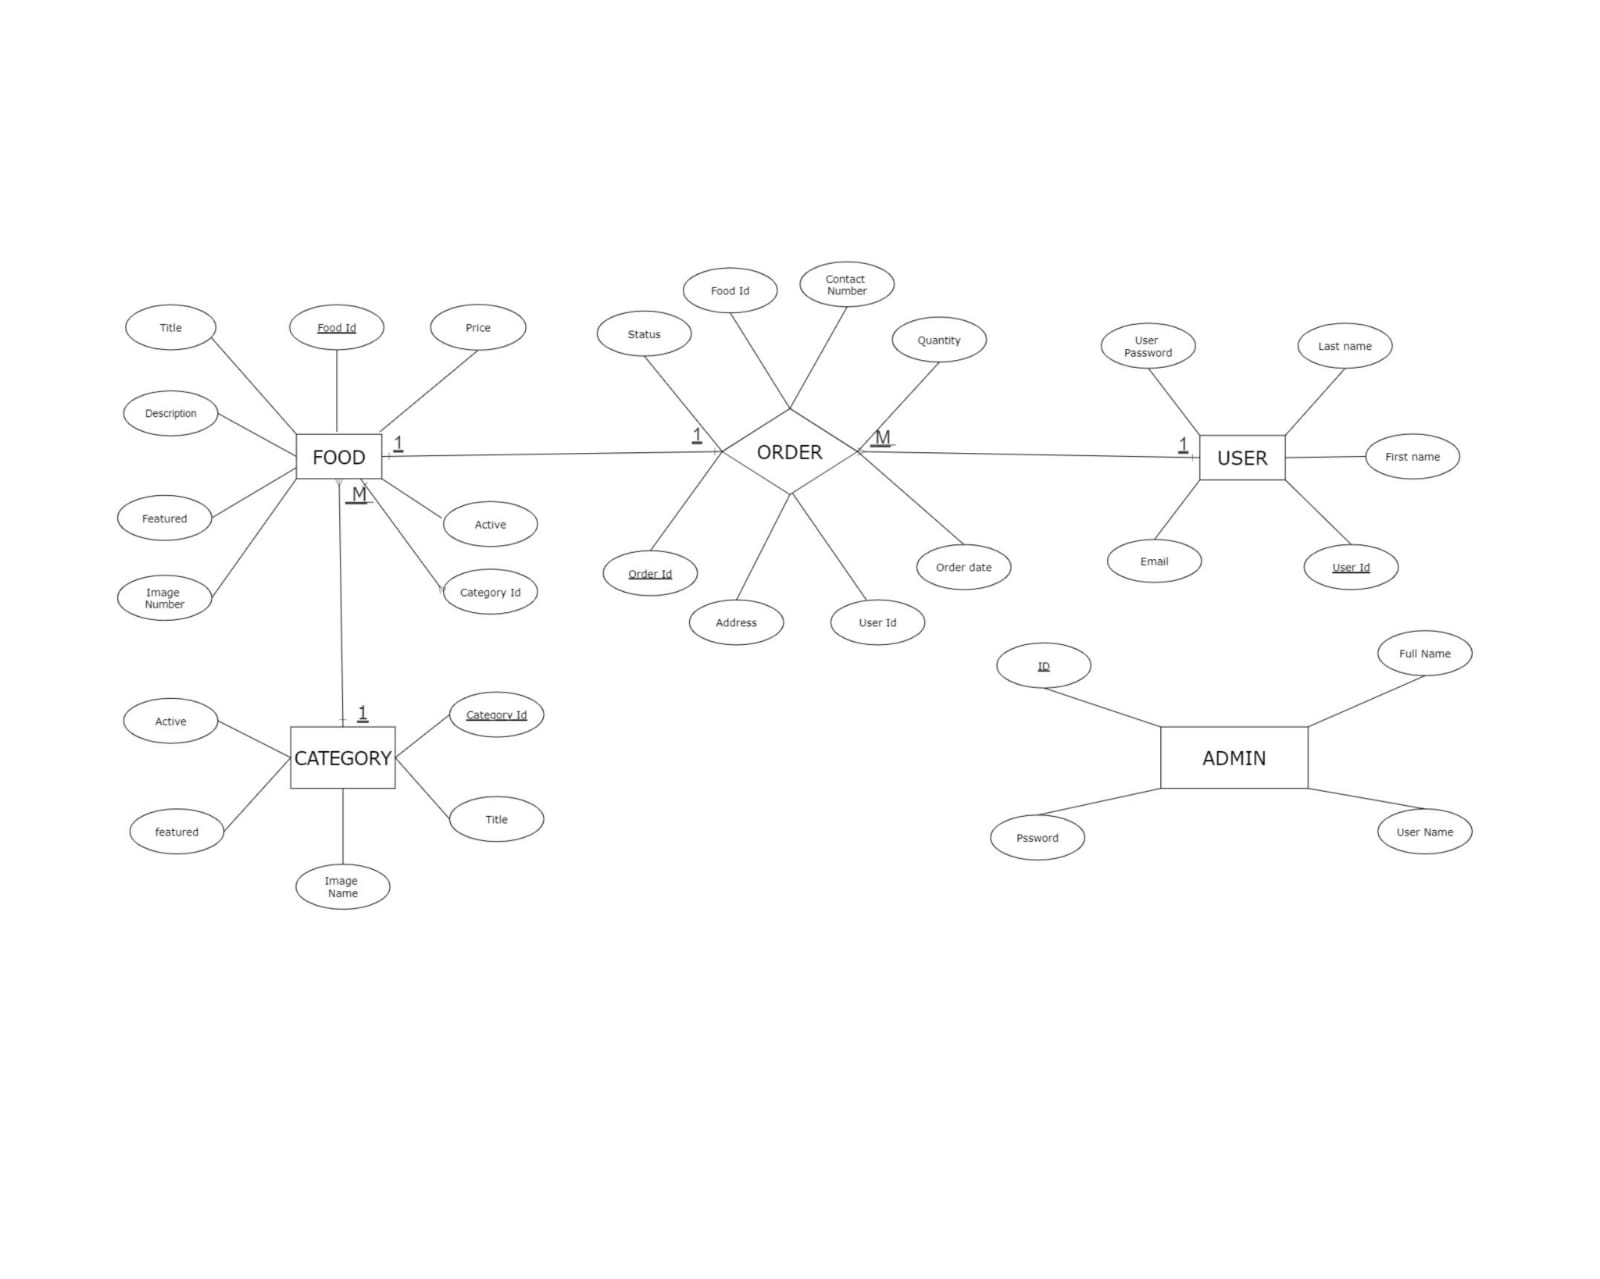 Contact
Number
Food Id
Title
Food Id
Price
Status
Quantity
User
Password
Last name
Description
1
1
M
1
FOOD
ORDER
USER
First name
M
Featured
Active
Email
User Id
Order Id
Order date
Image
Number
Category Id
Address
User Id
ID
Full Name
Active
1
Category Id
CATEGORY
ADMIN
featured
Title
Pssword
User Name
Image
Name